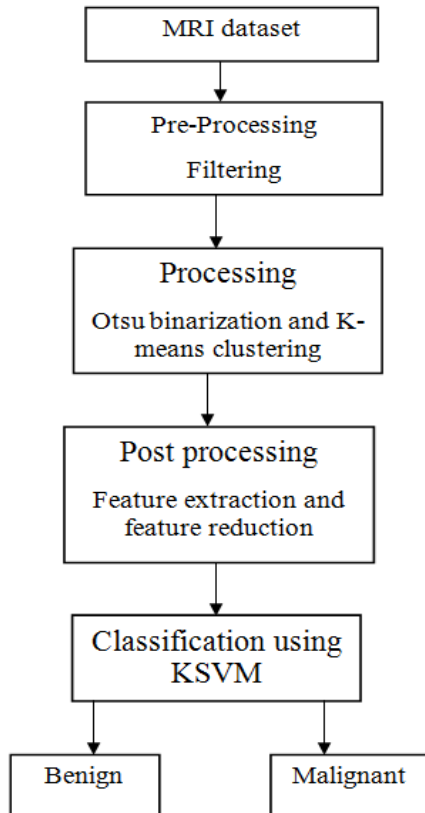 MRI dataset
Pre-Processing
Filtering
Processing
Otsu binarization and K-
means clustering
Post processing
Feature extraction and
feature reduction
Classification using
KSVM
Benign
Malignant